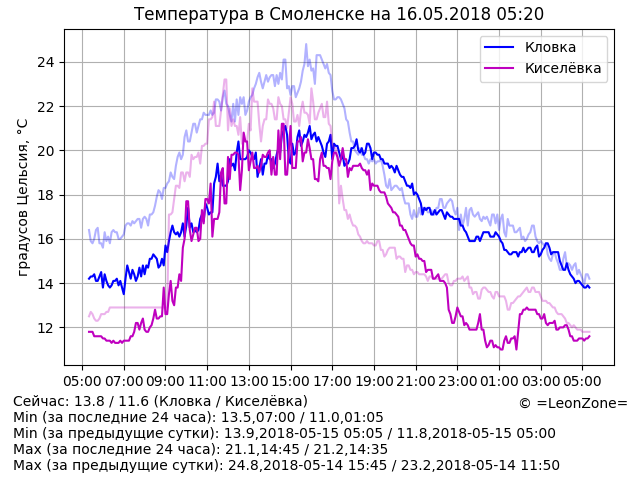 Температура в Смоленске на 16.05.2018 05:20
градусов Цельсия, °C
24
22
20
18
16
14
12
Кловка
Киселёвка
05:00 07:00 09:00 11:00 13:00 15:00 17:00 19:00 21:00 23:00 01:00 03:00 05:00
Сейчас: 13.8 / 11.6 (Кловка / Киселёвка)
© =LeonZone=
Min (за последние 24 часа): 13.5,07:00 / 11.0,01:05
Min (за предыдущие сутки): 13.9,2018-05-15 05:05 / 11.8,2018-05-15 05:00
Max (за последние 24 часа): 21.1,14:45 / 21.2,14:35
Max (за предыдущие сутки): 24.8,2018-05-14 15:45 / 23.2,2018-05-14 11:50